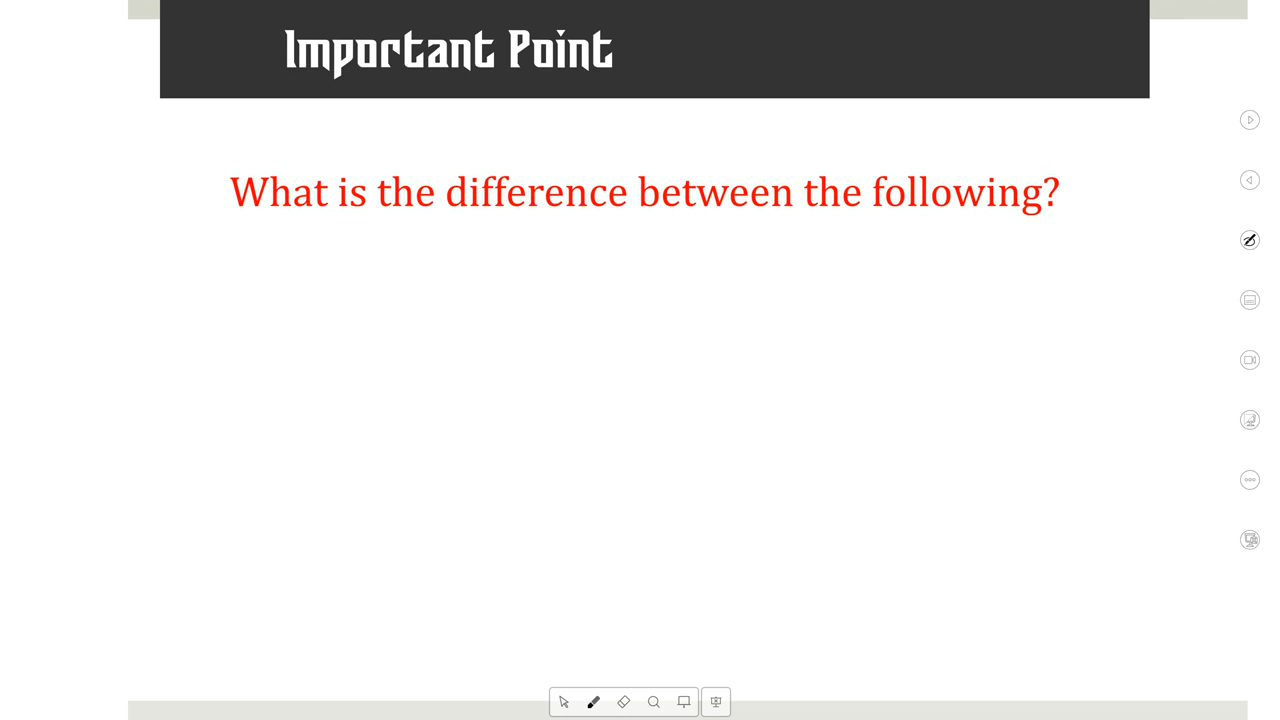 Important Point
What is the difference between the following?